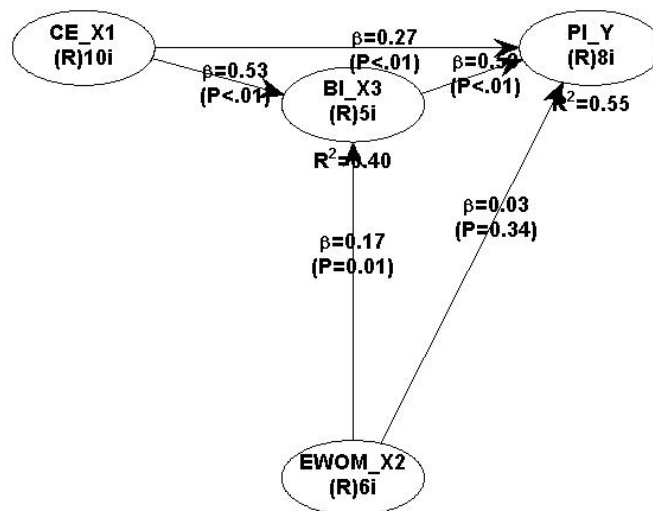 CE_X1
(R)10i
PI_Y
(R)8i
β=0.27
(P<.01)
β=0.53
(P<.01)
BI_X3
(R)5i
(P<.01)
R²=0.55
R²=0.40
β=0.17
(P=0.01)
β=0.03
(P=0.34)
EWOM_X2
(R)6i